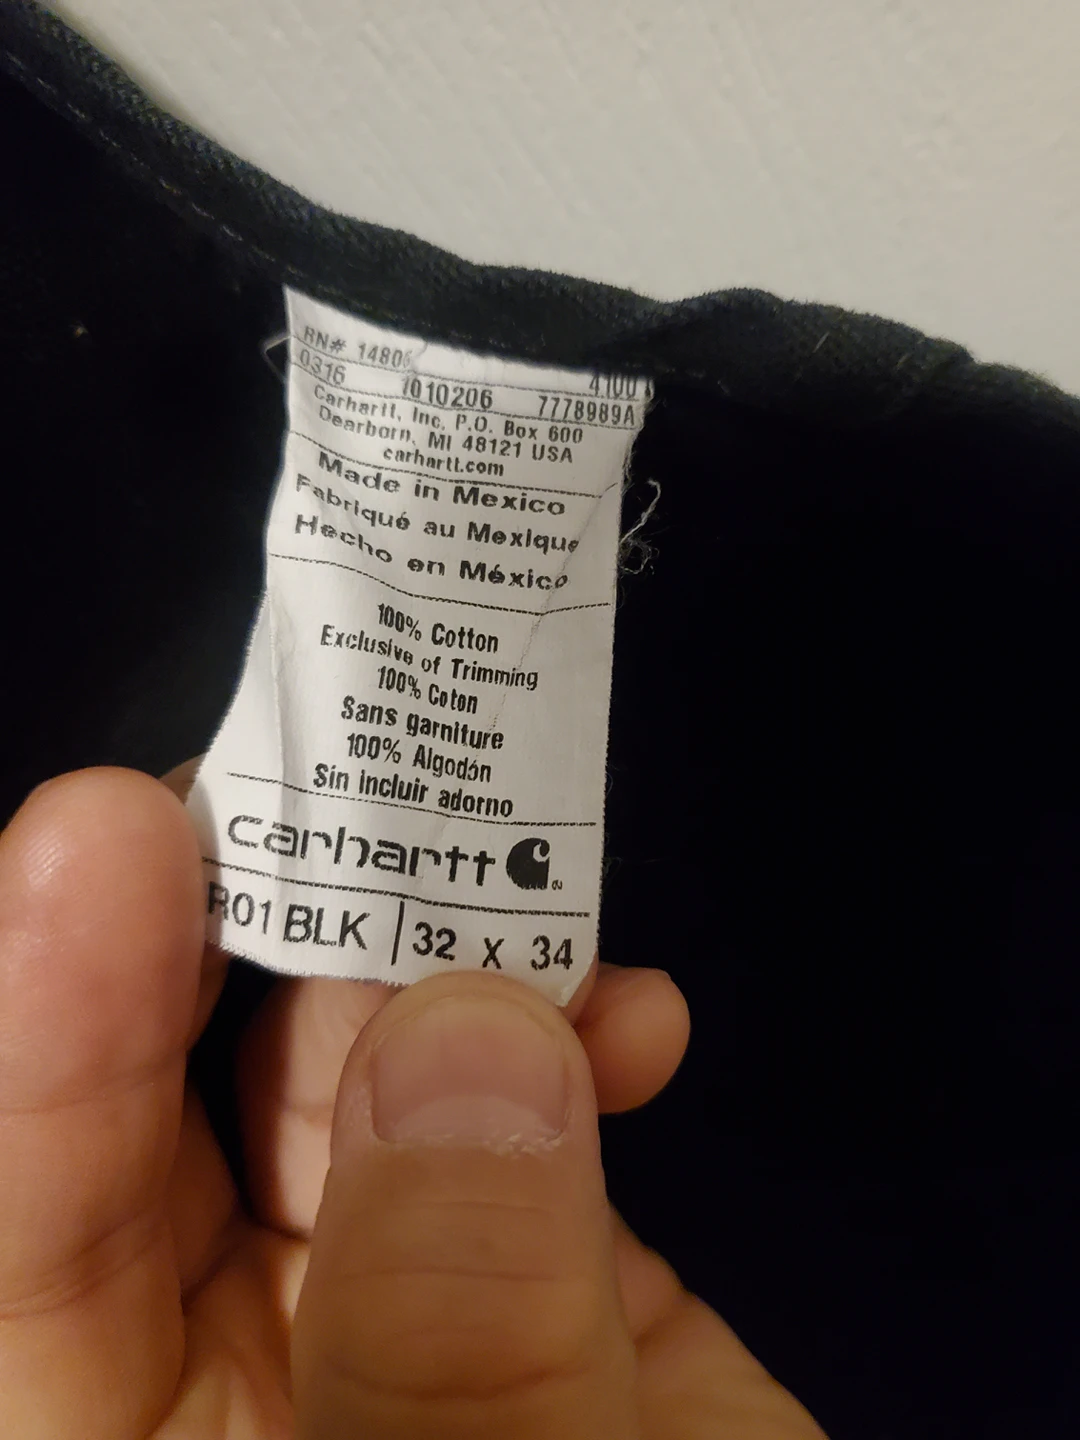 RN# 14806
0316 1010206 7778989A
Carhartt, Inc. P.O. Box 600
Dearborn, MI 48121 USA
carhartt.com
Made in Mexico
Fabriqué au Mexique
Hecho en México
100% Cotton
Exclusive of Trimming
100% Coton
Sans garniture
100% Algodón
Sin incluir adorno
carhartt
R01 BLK | 32 X 34